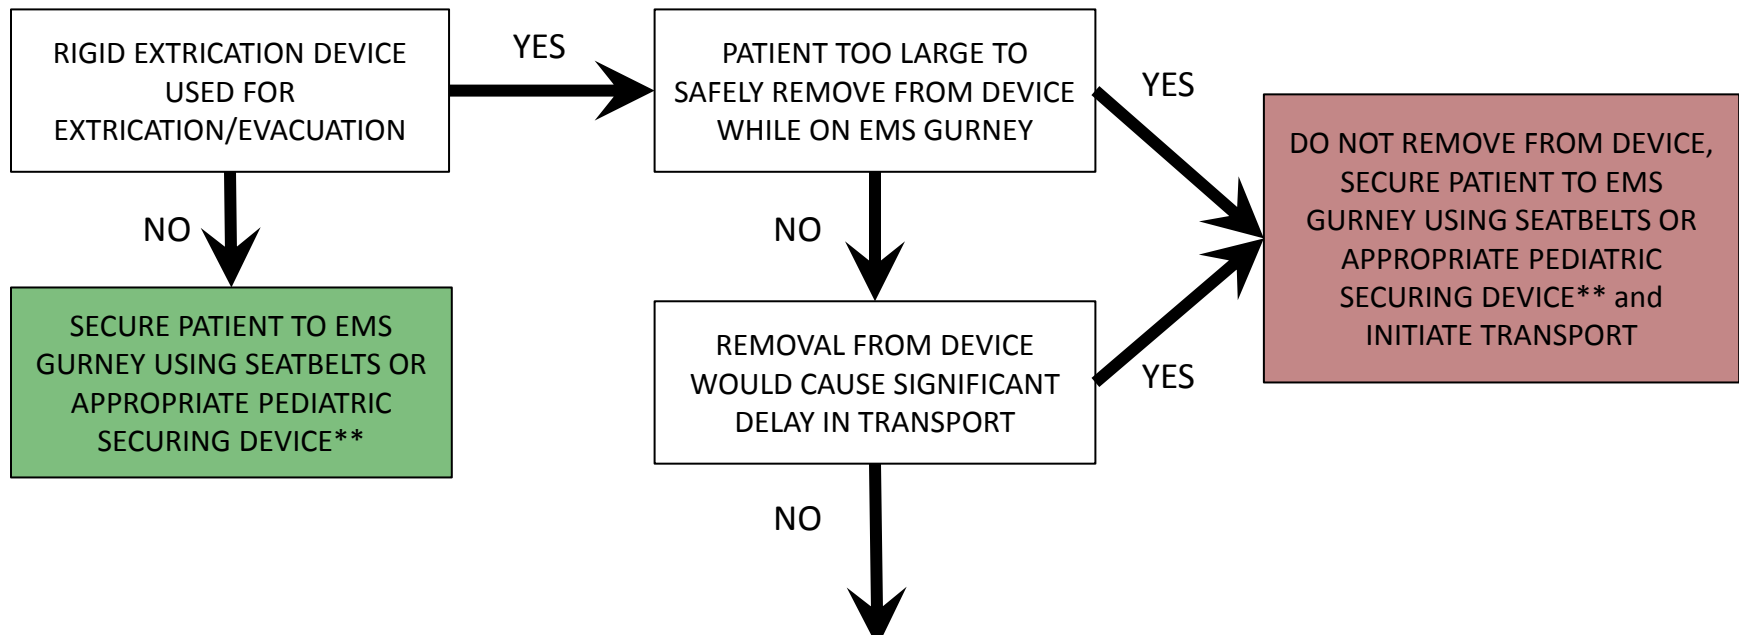 RIGID EXTRICATION DEVICE
USED FOR
EXTRICATION/EVACUATION
YES
PATIENT TOO LARGE TO
SAFELY REMOVE FROM DEVICE
WHILE ON EMS GURNEY
YES
DO NOT REMOVE FROM DEVICE,
SECURE PATIENT TO EMS
GURNEY USING SEATBELTS OR
APPROPRIATE PEDIATRIC
SECURING DEVICE** and
INITIATE TRANSPORT
NO
NO
SECURE PATIENT TO EMS
GURNEY USING SEATBELTS OR
APPROPRIATE PEDIATRIC
SECURING DEVICE**
REMOVAL FROM DEVICE
WOULD CAUSE SIGNIFICANT
DELAY IN TRANSPORT
YES
NO